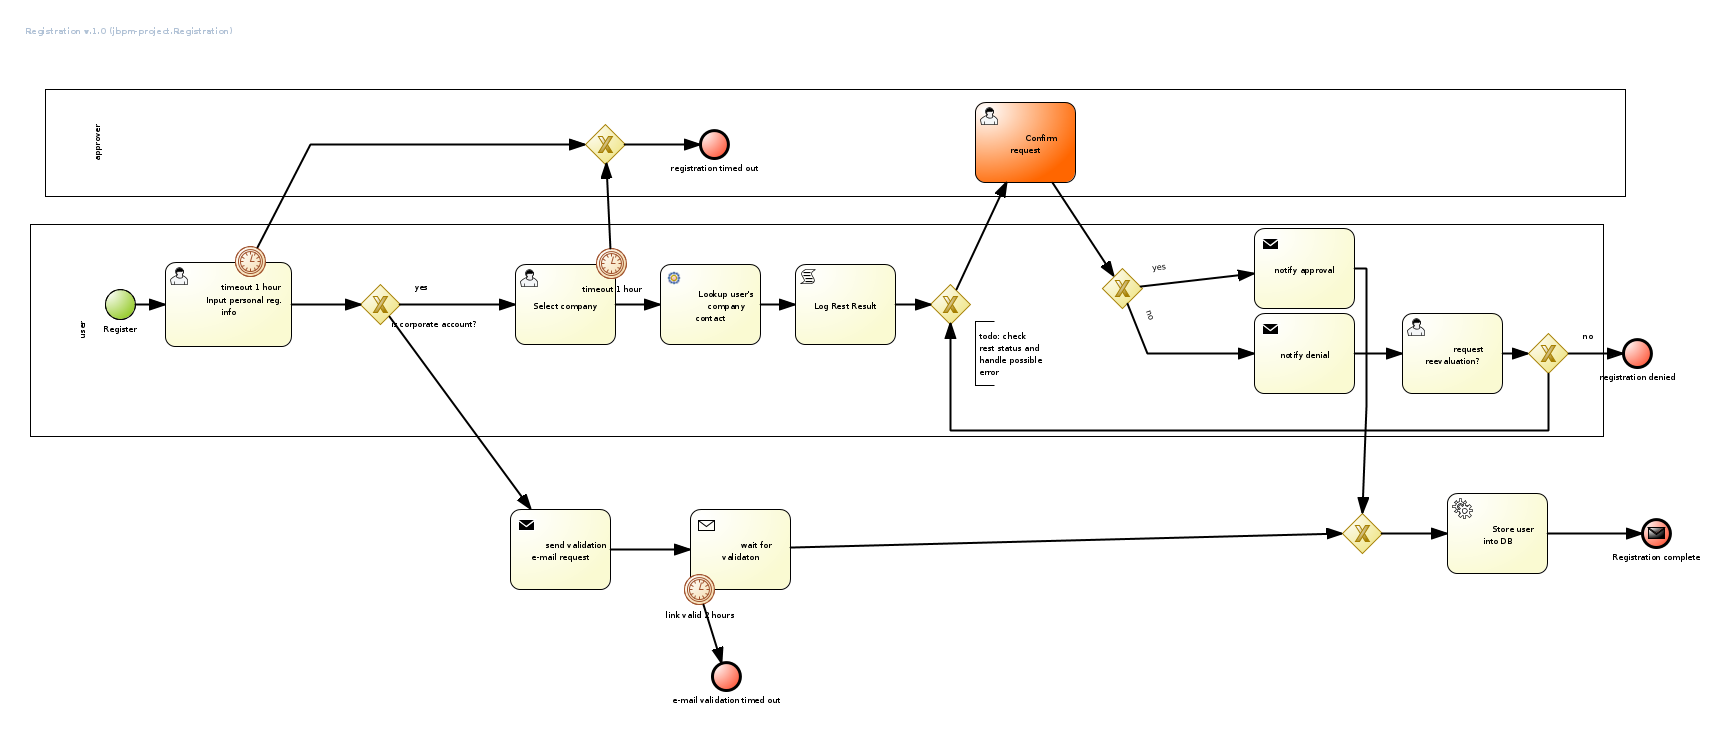 Registration v.1.0 (jbpm-project.Registration)
approver
registration timed out
Confirm
request
user
Register
timeout 1 hour
Input personal reg.
info
yes
is corporate account?
timeout 1 hour
Select company
Lookup user's
company
contact
Log Rest Result
todo: check
rest status and
handle possible
error
yes
no
notify approval
notify denial
request
reevaluation?
no
registration denied
send validation
e-mail request
wait for
validaton
link valid 2 hours
e-mail validation timed out
Store user
into DB
Registration complete